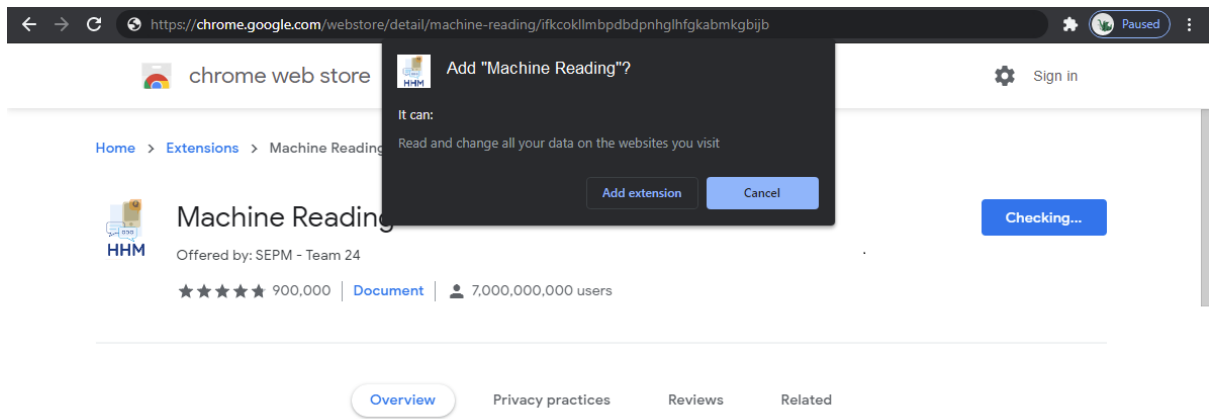 https://chrome.google.com/webstore/detail/machine-reading/ifkcokllmbpdbdpnhglhfgkabmkgbijb
Paused
chrome web store
Sign in
Add "Machine Reading"?
It can:
Read and change all your data on the websites you visit
Add extension
Cancel
Home > Extensions > Machine Reading
HHM
Machine Reading
Checking...
HHM
Offered by: SEPM - Team 24
900,000 | Document | 7,000,000,000 users
Overview
Privacy practices
Reviews
Related